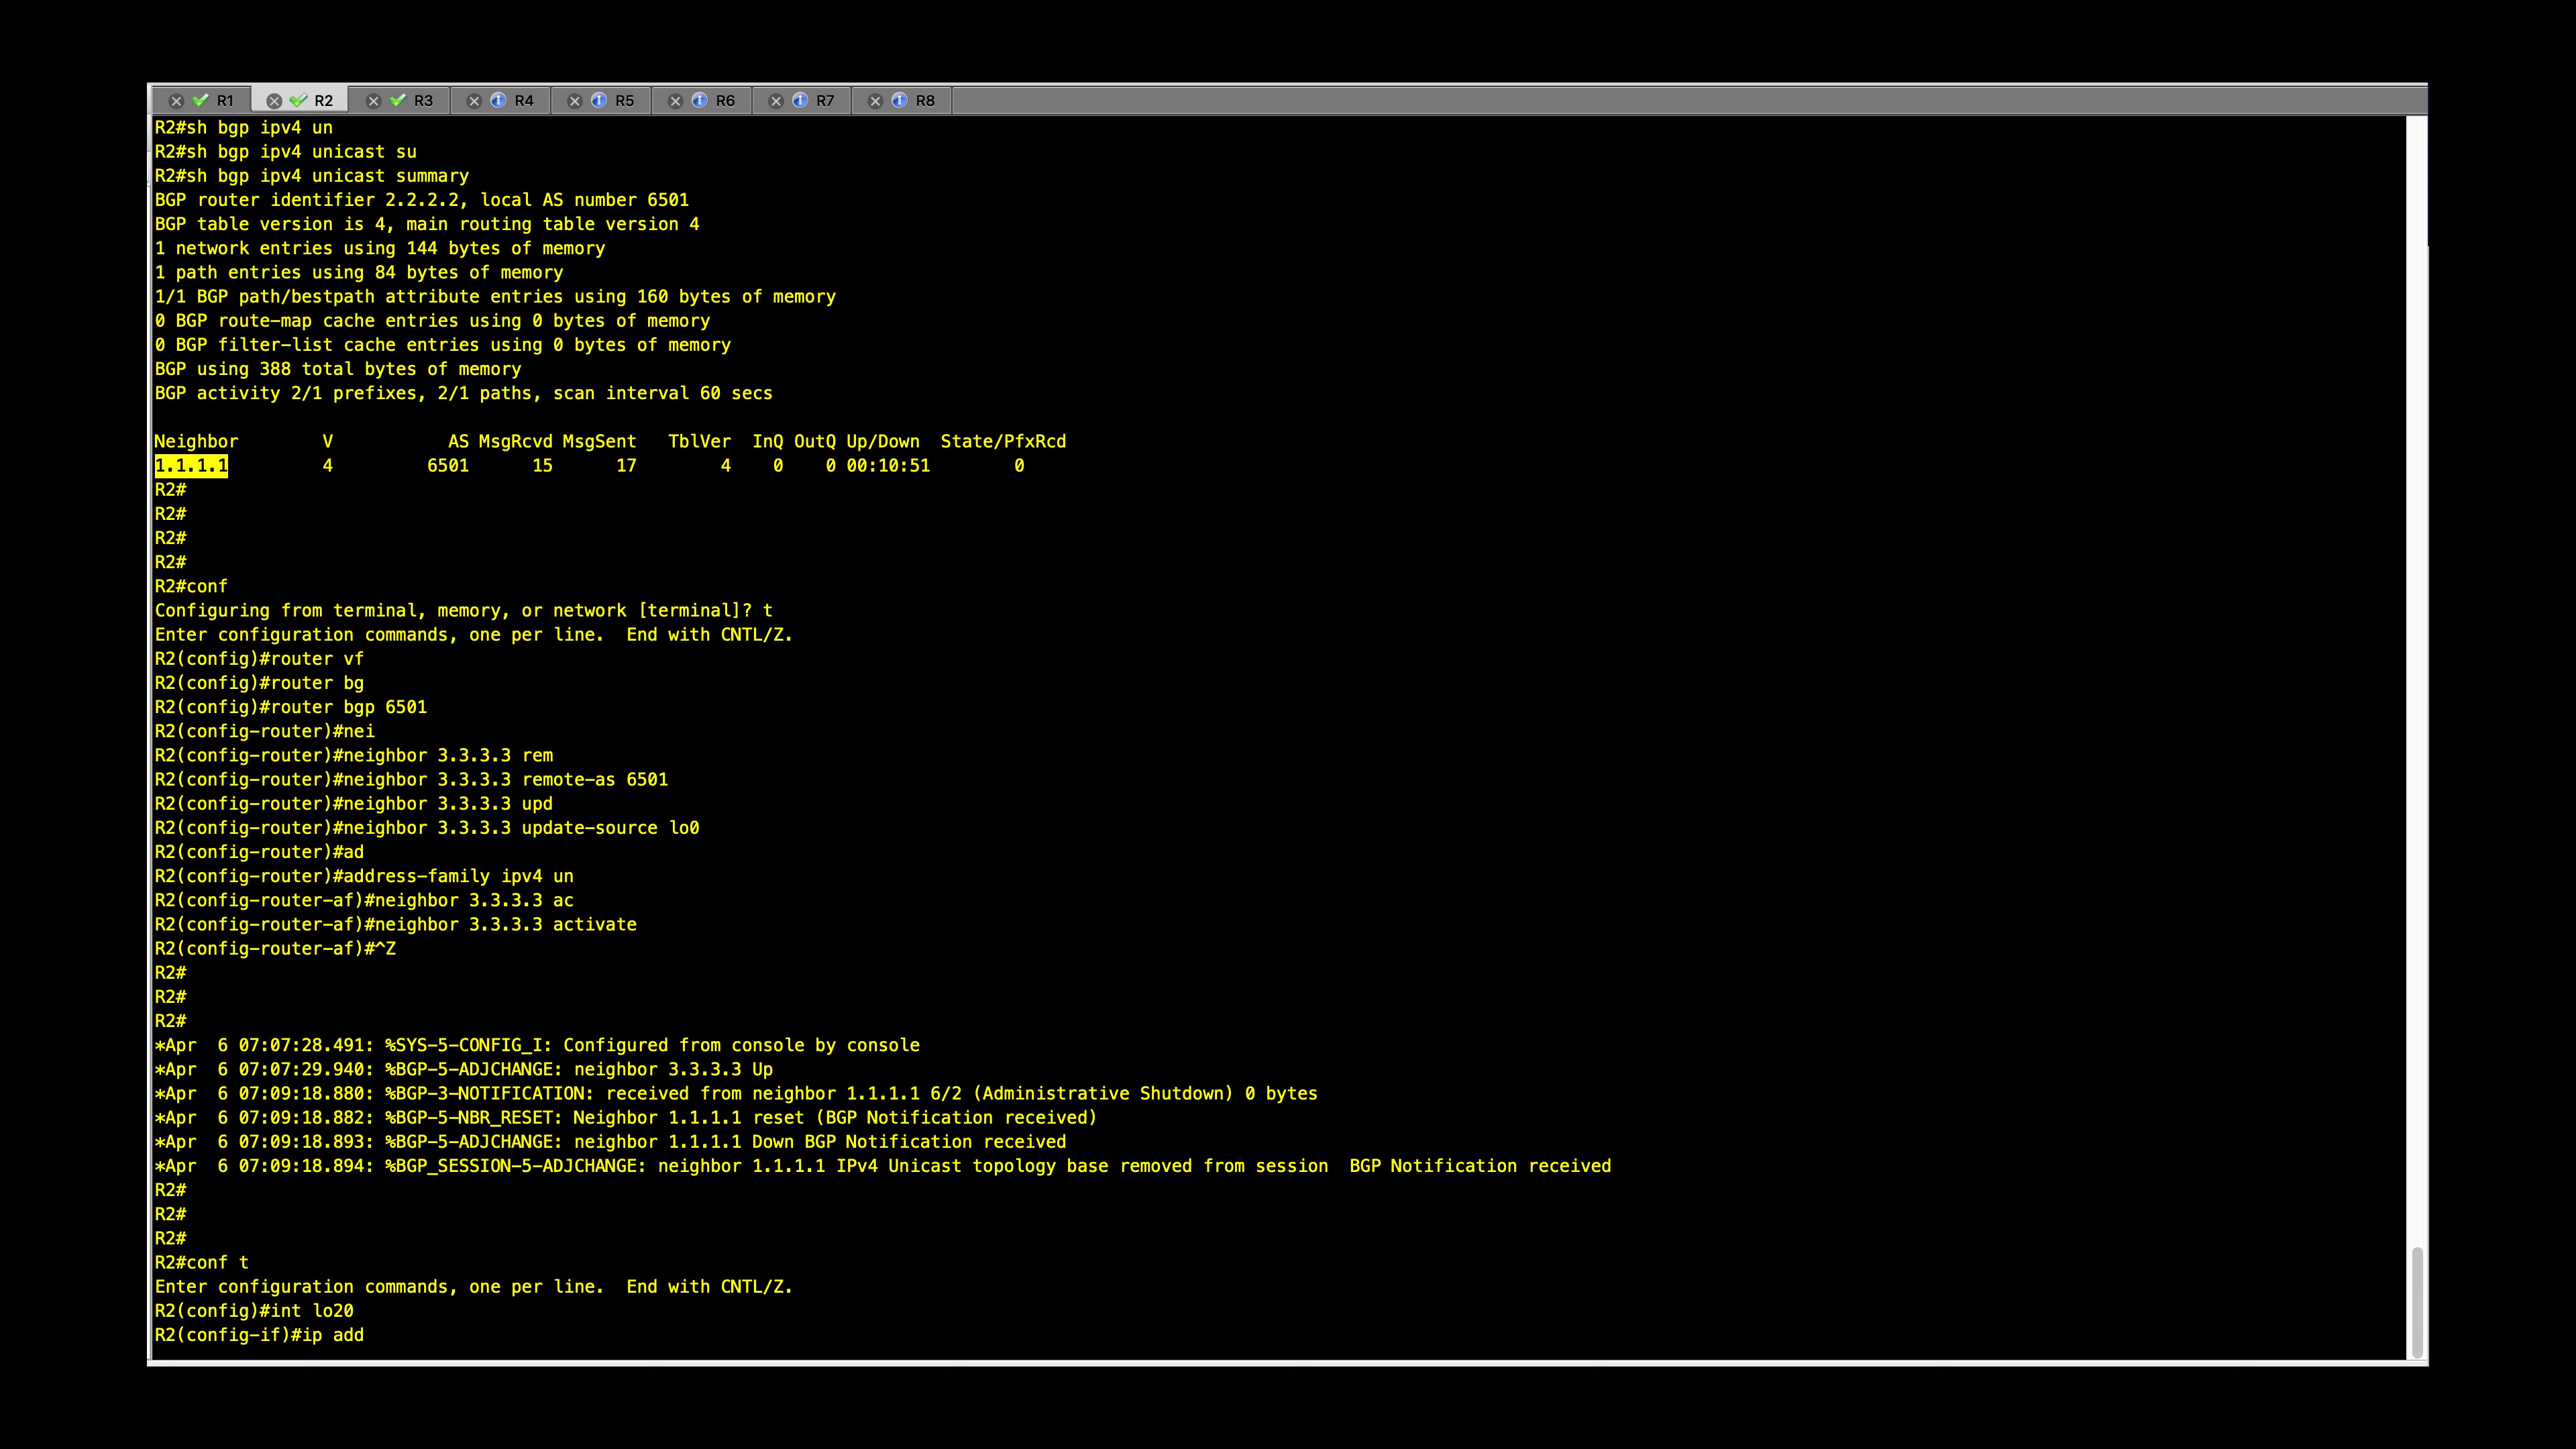 R1 R2 R3 R4 R5 R6 R7 R8
R2#sh bgp ipv4 un
R2#sh bgp ipv4 unicast su
R2#sh bgp ipv4 unicast summary
BGP router identifier 2.2.2.2, local AS number 6501
BGP table version is 4, main routing table version 4
1 network entries using 144 bytes of memory
1 path entries using 84 bytes of memory
1/1 BGP path/bestpath attribute entries using 160 bytes of memory
0 BGP route-map cache entries using 0 bytes of memory
0 BGP filter-list cache entries using 0 bytes of memory
BGP using 388 total bytes of memory
BGP activity 2/1 prefixes, 2/1 paths, scan interval 60 secs
Neighbor        V           AS MsgRcvd MsgSent   TblVer  InQ OutQ Up/Down  State/PfxRcd
1.1.1.1         4         6501      15      17        4    0    0 00:10:51        0
R2#
R2#
R2#
R2#
R2#conf
Configuring from terminal, memory, or network [terminal]? t
Enter configuration commands, one per line.  End with CNTL/Z.
R2(config)#router vf
R2(config)#router bg
R2(config)#router bgp 6501
R2(config-router)#nei
R2(config-router)#neighbor 3.3.3.3 rem
R2(config-router)#neighbor 3.3.3.3 remote-as 6501
R2(config-router)#neighbor 3.3.3.3 upd
R2(config-router)#neighbor 3.3.3.3 update-source lo0
R2(config-router)#ad
R2(config-router)#address-family ipv4 un
R2(config-router-af)#neighbor 3.3.3.3 ac
R2(config-router-af)#neighbor 3.3.3.3 activate
R2(config-router-af)#^Z
R2#
R2#
R2#
*Apr  6 07:07:28.491: %SYS-5-CONFIG_I: Configured from console by console
*Apr  6 07:07:29.940: %BGP-5-ADJCHANGE: neighbor 3.3.3.3 Up
*Apr  6 07:09:18.880: %BGP-3-NOTIFICATION: received from neighbor 1.1.1.1 6/2 (Administrative Shutdown) 0 bytes
*Apr  6 07:09:18.882: %BGP-5-NBR_RESET: Neighbor 1.1.1.1 reset (BGP Notification received)
*Apr  6 07:09:18.893: %BGP-5-ADJCHANGE: neighbor 1.1.1.1 Down BGP Notification received
*Apr  6 07:09:18.894: %BGP_SESSION-5-ADJCHANGE: neighbor 1.1.1.1 IPv4 Unicast topology base removed from session  BGP Notification received
R2#
R2#
R2#
R2#conf t
Enter configuration commands, one per line.  End with CNTL/Z.
R2(config)#int lo20
R2(config-if)#ip add